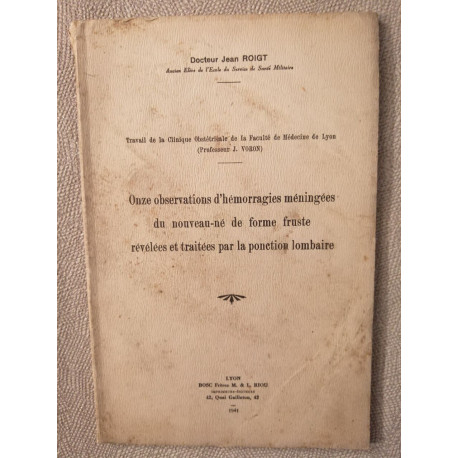 Docteur Jean ROIGT
Ancien Elève de l'Ecole du Service de Santé Militaire
Travail de la Clinique Obstétricale de la Faculté de Médecine de Lyon
(Professeur J. VORON)
Onze observations d'hémorragies méningées
du nouveau-né de forme fruste
révélées et traitées par la ponction lombaire
LYON
BOSC Frères M. & L. RIOU
IMPRIMEURS-EDITEURS
42, Quai Gailleton, 42